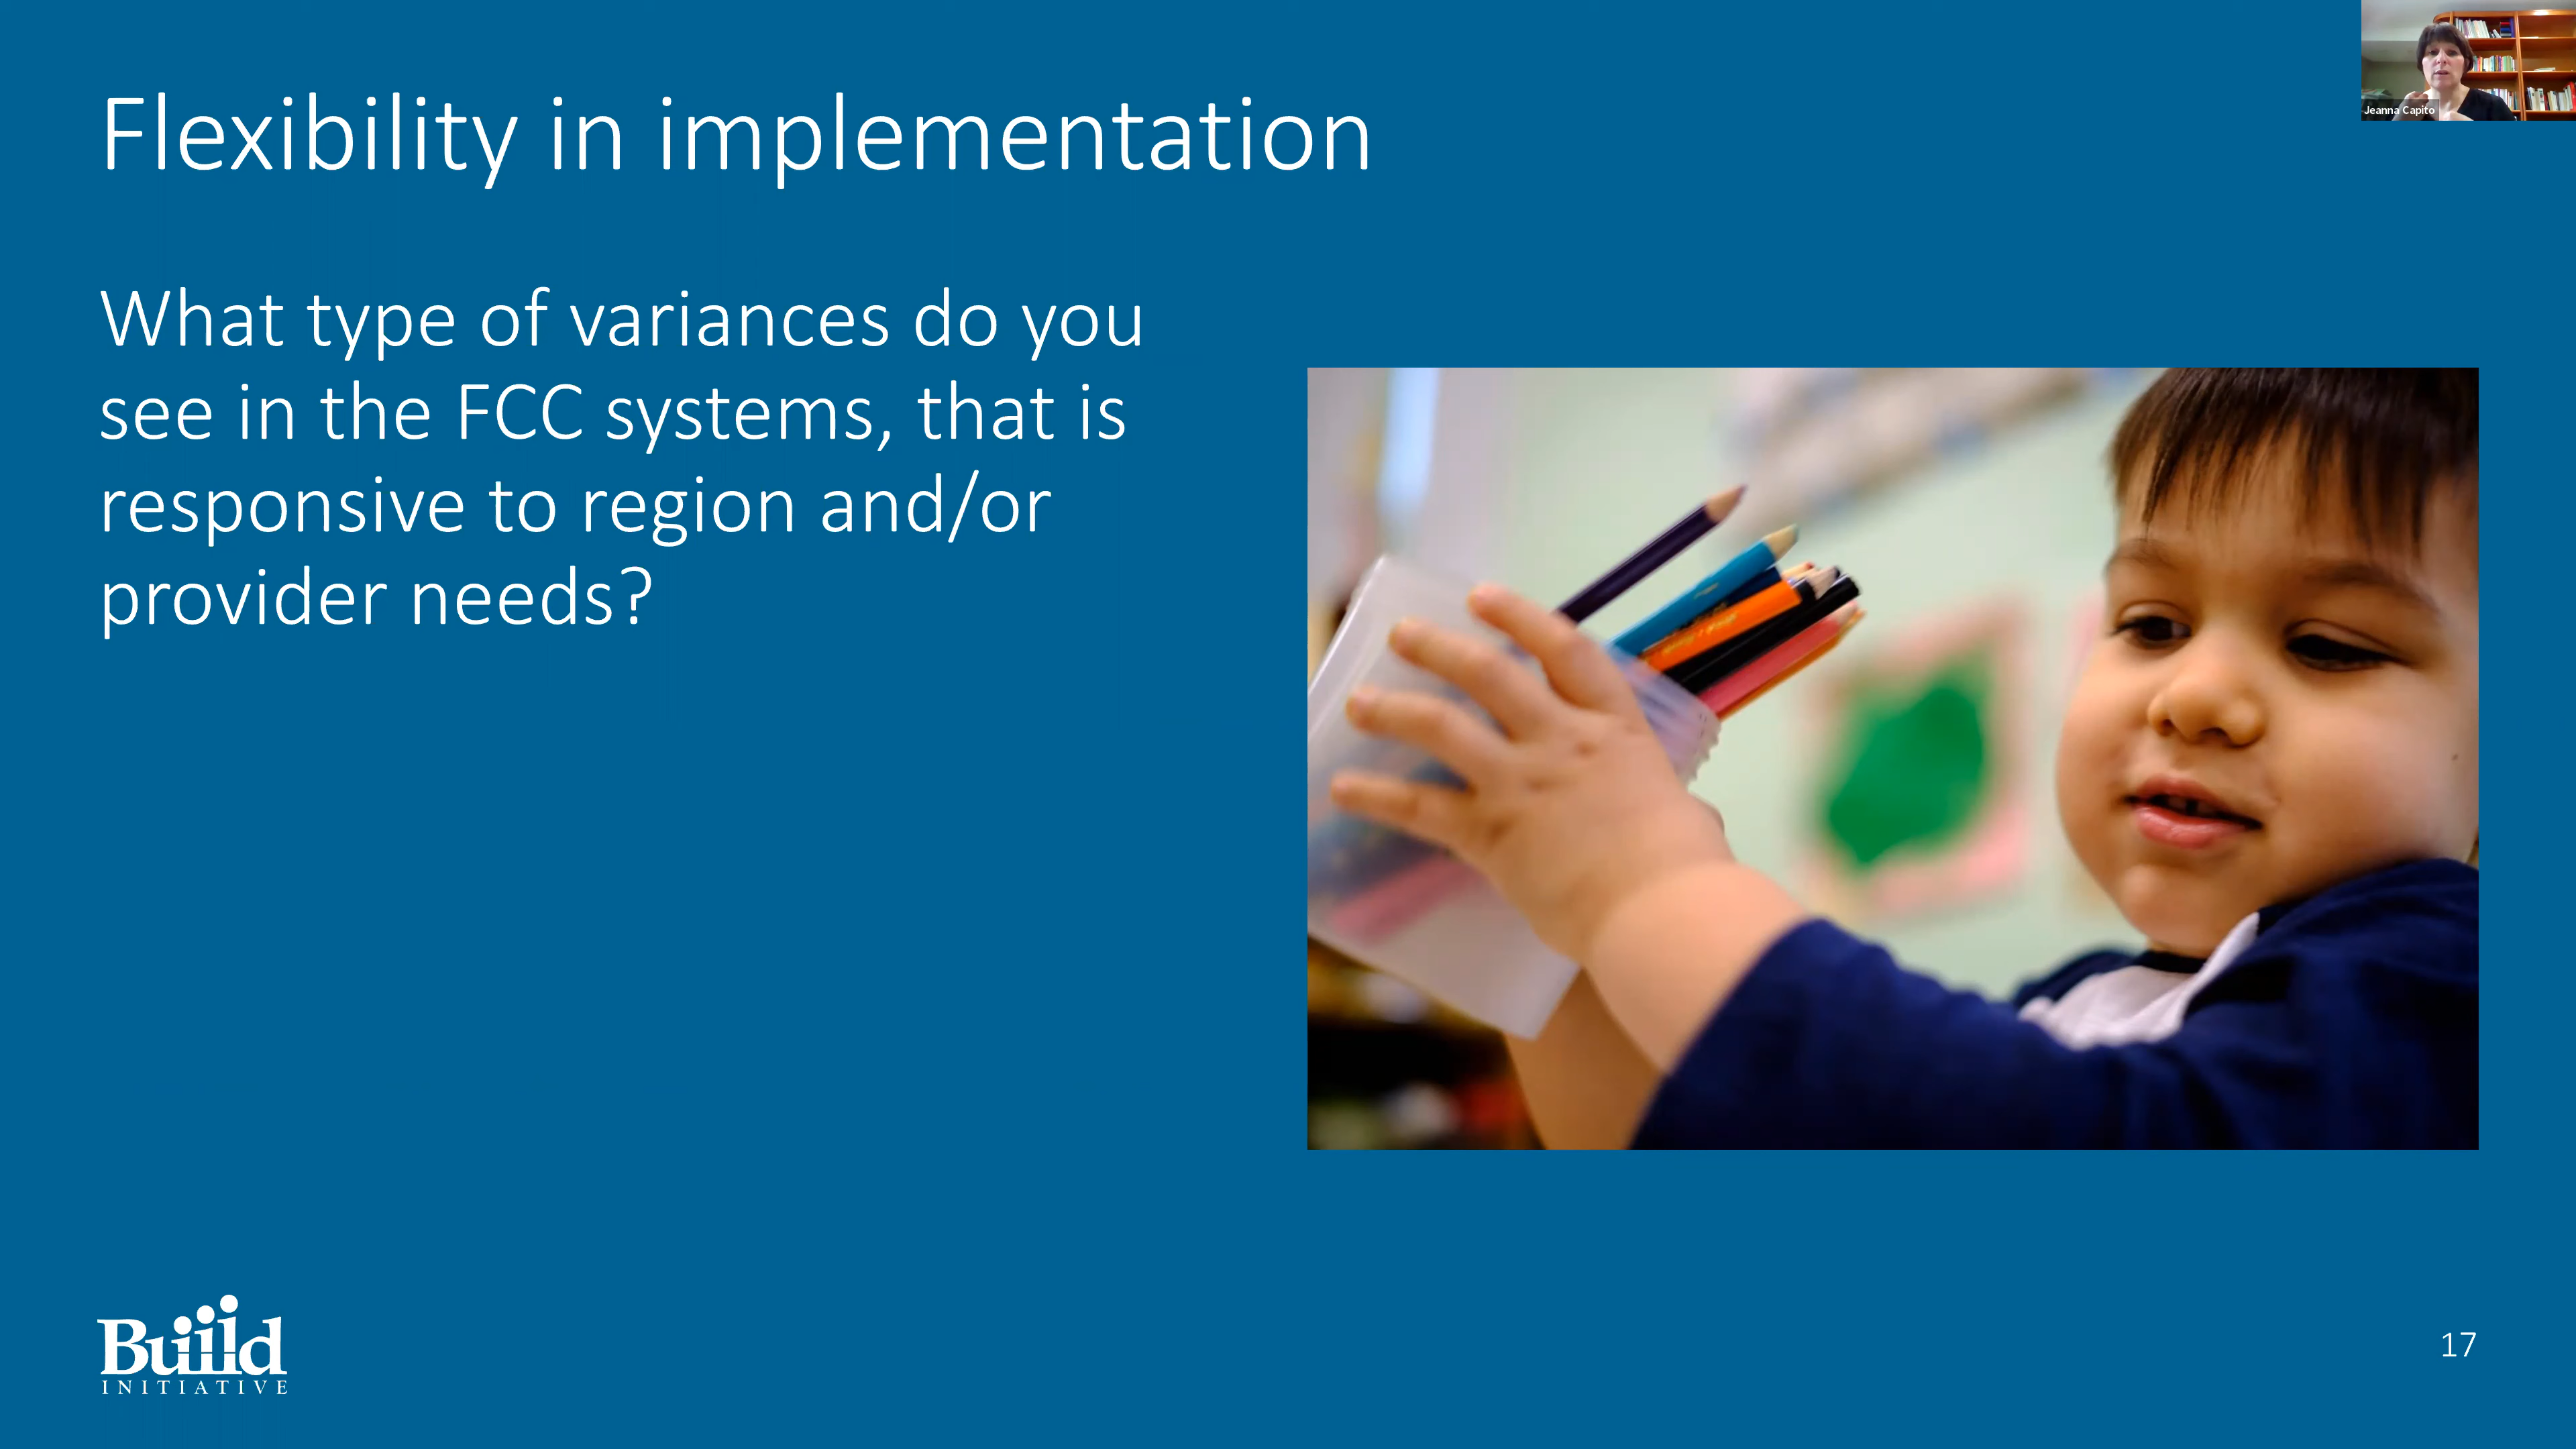 Flexibility in implementation
Jeanna Capito
What type of variances do you
see in the FCC systems, that is
responsive to region and/or
provider needs?
Build
INITIATIVE
17